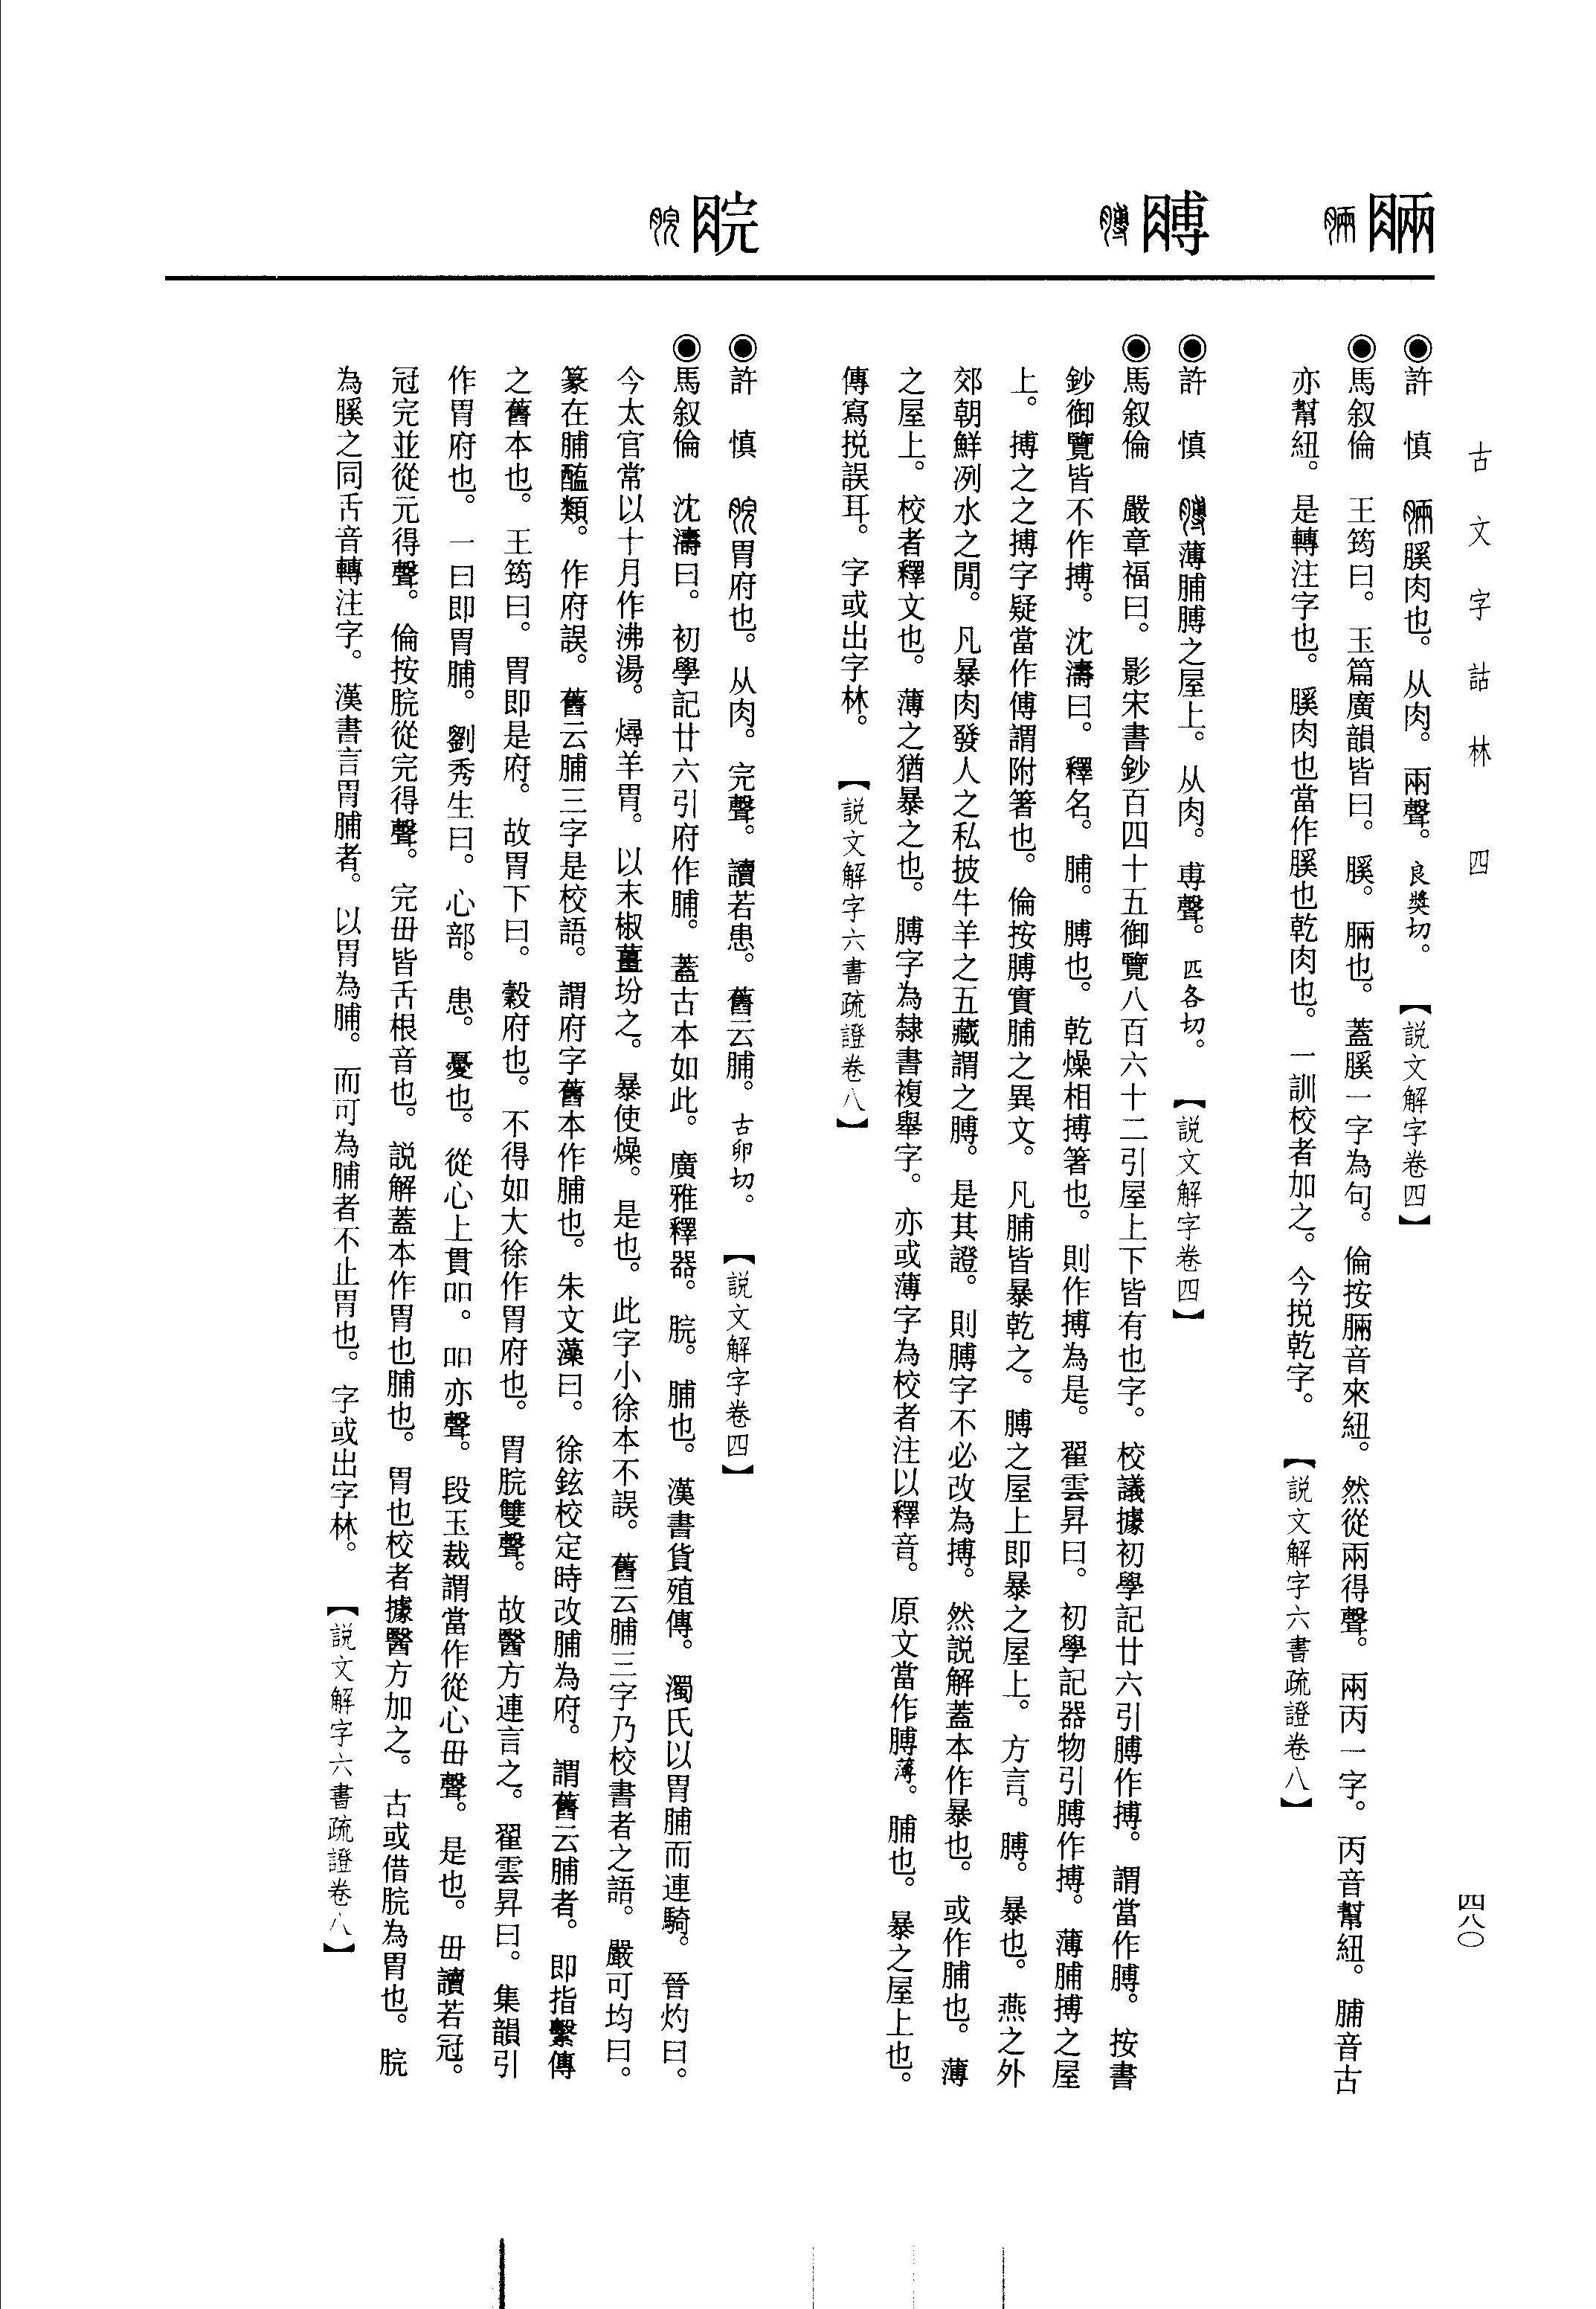 古文字詁林 四
四八〇
脼
膊
脘
◉許　慎　脼膎肉也。从肉。兩聲。良獎切。【説文解字卷四】
◉馬叙倫　王筠曰。玉篇廣韻皆曰。膎。脼也。蓋膎一字為句。倫按脼音來紐。然從兩得聲。兩丙一字。丙音幫紐。脯音古
亦幫紐。是轉注字也。膎肉也當作膎也乾肉也。一訓校者加之。今捝乾字。【説文解字六書疏證卷八】
◉許　慎　膊薄脯膊之屋上。从肉。尃聲。匹各切。【説文解字卷四】
◉馬叙倫　嚴章福曰。影宋書鈔百四十五御覽八百六十二引屋上下皆有也字。校議據初學記廿六引膊作搏。謂當作膊。按書
鈔御覽皆不作搏。沈濤曰。釋名。脯。膊也。乾燥相搏箸也。則作搏為是。翟雲昇曰。初學記器物引膊作搏。薄脯搏之屋
上。搏之之搏字疑當作傅謂附箸也。倫按膊實脯之異文。凡脯皆暴乾之。膊之屋上即暴之屋上。方言。膊。暴也。燕之外
郊朝鮮冽水之閒。凡暴肉發人之私披牛羊之五藏謂之膊。是其證。則膊字不必改為搏。然説解蓋本作暴也。或作脯也。薄
之屋上。校者釋文也。薄之猶暴之也。膊字為隸書複舉字。亦或薄字為校者注以釋音。原文當作膊薄。脯也。暴之屋上也。
傳寫捝誤耳。字或出字林。【説文解字六書疏證卷八】
◉許　慎　脘胃府也。从肉。完聲。讀若患。舊云脯。古卵切。【説文解字卷四】
◉馬叙倫　沈濤曰。初學記廿六引府作脯。蓋古本如此。廣雅釋器。脘。脯也。漢書貨殖傳。濁氏以胃脯而連騎。晉灼曰。
今太官常以十月作沸湯。燖羊胃。以末椒薑坋之。暴使燥。是也。此字小徐本不誤。舊云脯三字乃校書者之語。嚴可均曰。
篆在脯醢類。作府誤。舊云脯三字是校語。謂府字舊本作脯也。朱文藻曰。徐鉉校定時改脯為府。謂舊云脯者。即指繫傳
之舊本也。王筠曰。胃即是府。故胃下曰。穀府也。不得如大徐作胃府也。胃脘雙聲。故醫方連言之。翟雲昇曰。集韻引
作胃府也。一曰即胃脯。劉秀生曰。心部。患。憂也。從心上貫吅。吅亦聲。段玉裁謂當作從心毌聲。是也。毌讀若冠。
冠完並從元得聲。倫按脘從完得聲。完毌皆舌根音也。説解蓋本作胃也脯也。胃也校者據醫方加之。古或借脘為胃也。脘
為膎之同舌音轉注字。漢書言胃脯者。以胃為脯。而可為脯者不止胃也。字或出字林。【説文解字六書疏證卷八】